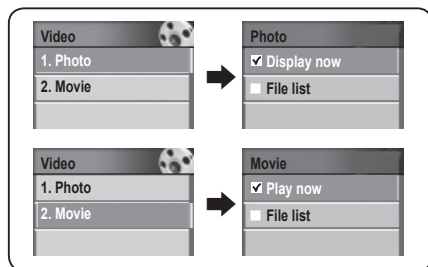 Video
1. Photo
2. Movie
Photo
Display now
File list
Video
1. Photo
2. Movie
Movie
Play now
File list